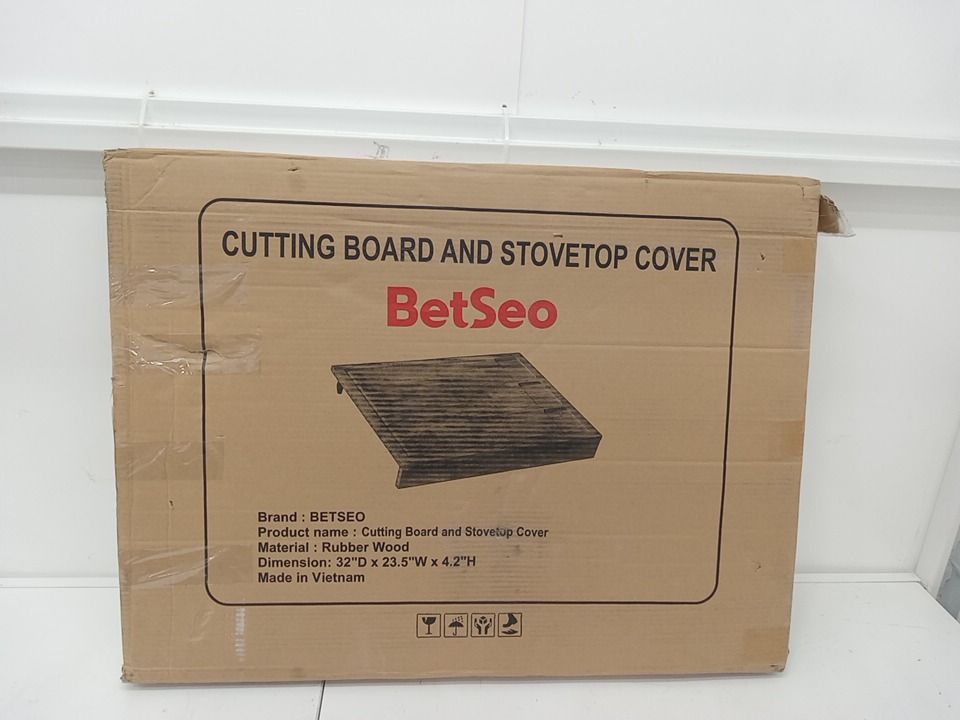 CUTTING BOARD AND STOVETOP COVER
BetSeo
Brand : BETSEO
Product name : Cutting Board and Stovetop Cover
Material : Rubber Wood
Dimension: 32"D x 23.5"W x 4.2"H
Made in Vietnam